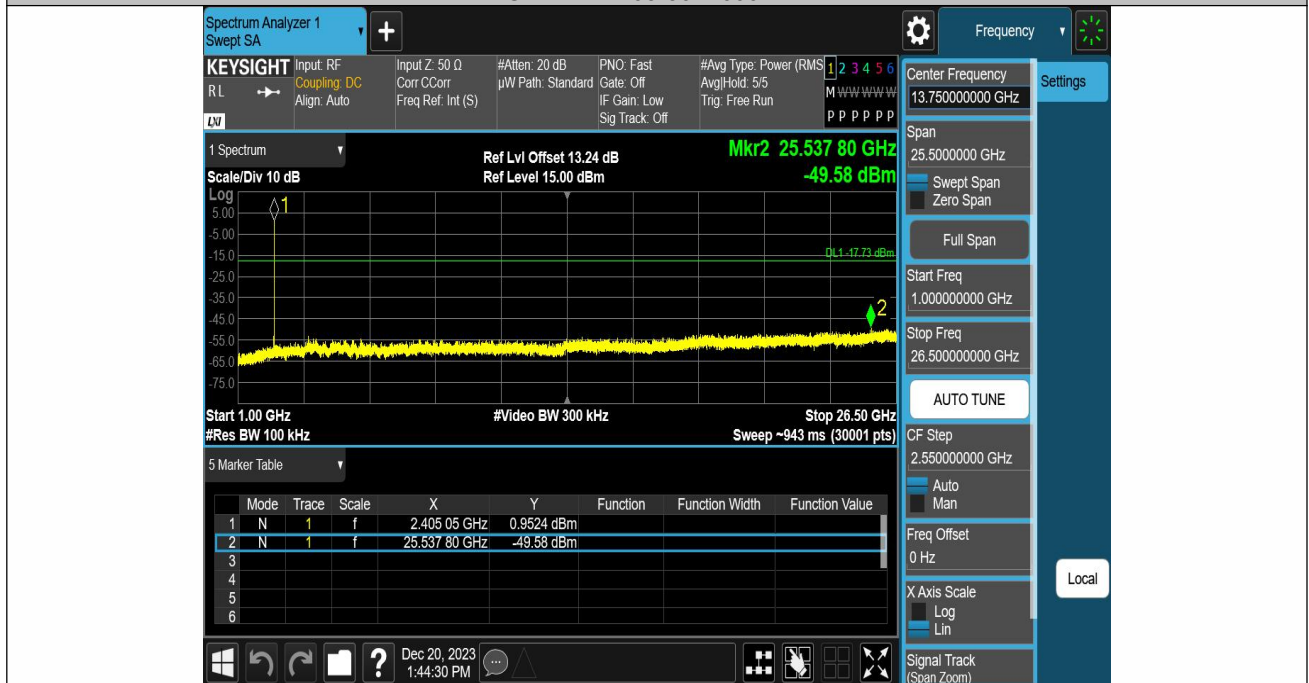 Spectrum Analyzer 1
Swept SA
+
Frequency
KEYSIGHT
RL
LXI
Input: RF
Coupling: DC
Align: Auto
Input Z: 50 Ω
Corr CCorr
Freq Ref: Int (S)
#Atten: 20 dB
µW Path: Standard
PNO: Fast
Gate: Off
IF Gain: Low
Sig Track: Off
#Avg Type: Power (RMS
Avg|Hold: 5/5
Trig: Free Run
1 2 3 4 5 6
M W W W W W
P P P P P P
1 Spectrum
Scale/Div 10 dB
Ref Lvl Offset 13.24 dB
Ref Level 15.00 dBm
Mkr2 25.537 80 GHz
-49.58 dBm
Log
5.00
-5.00
-15.0
-25.0
-35.0
-45.0
-55.0
-65.0
-75.0
1
DL1 -17.73 dBm
2
Start 1.00 GHz
#Video BW 300 kHz
Stop 26.50 GHz
#Res BW 100 kHz
Sweep ~943 ms (30001 pts)
5 Marker Table
Mode Trace Scale X Y Function Function Width Function Value
1 N 1 f 2.405 05 GHz 0.9524 dBm
2 N 1 f 25.537 80 GHz -49.58 dBm
3
4
5
6
?
Dec 20, 2023
1:44:30 PM
Center Frequency
13.750000000 GHz
Settings
Span
25.5000000 GHz
Swept Span
Zero Span
Full Span
Start Freq
1.000000000 GHz
Stop Freq
26.500000000 GHz
AUTO TUNE
CF Step
2.550000000 GHz
Auto
Man
Freq Offset
0 Hz
Local
X Axis Scale
Log
Lin
Signal Track
(Span Zoom)